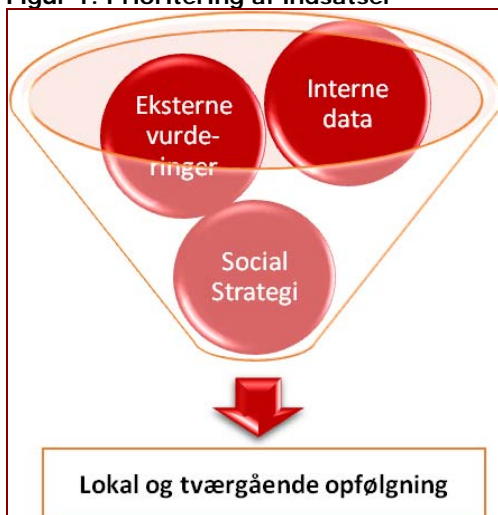 Figur 1: Prioritering af indsatser
Eksterne
vurde-
ringer
Interne
data
Social
Strategi
Lokal og tværgående opfølgning